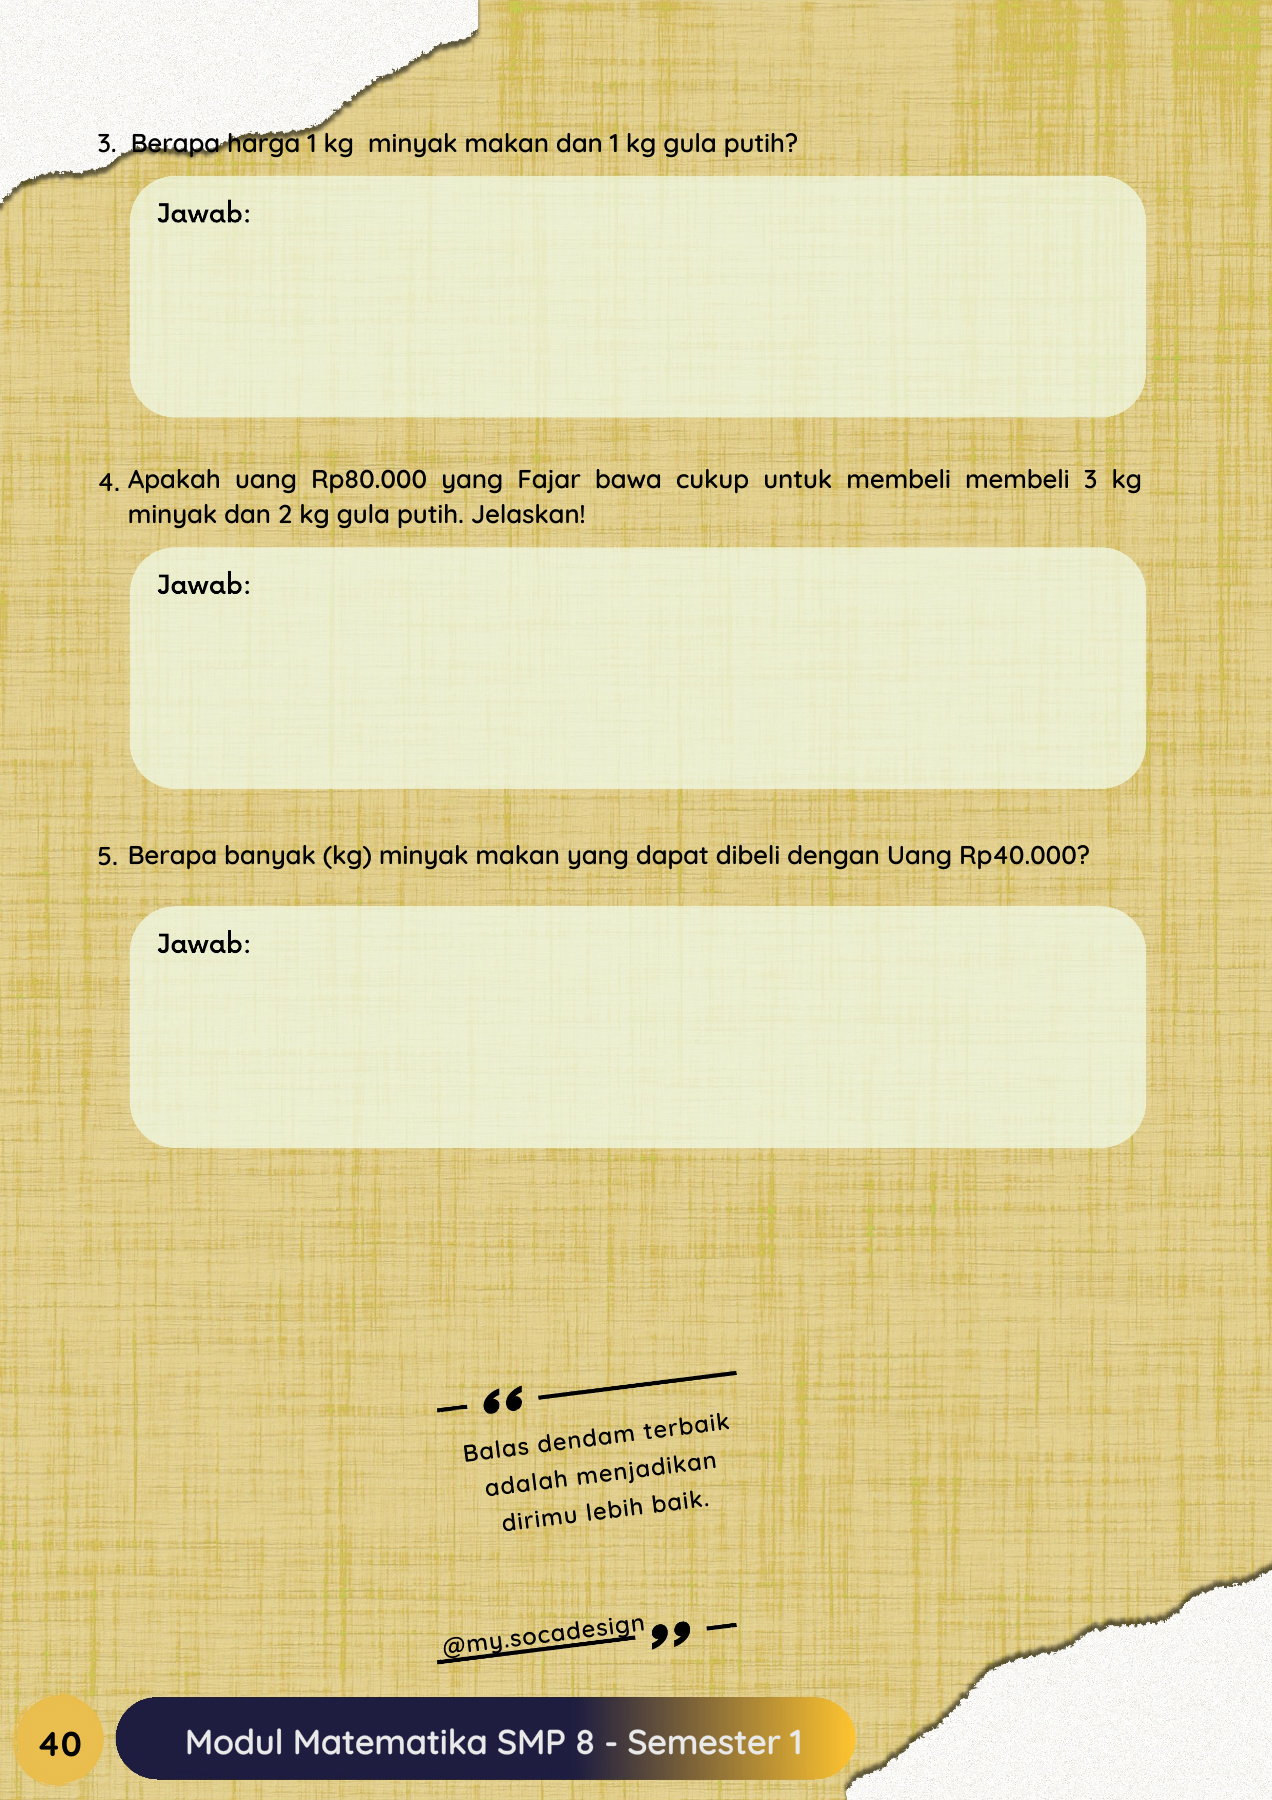 3. Berapa harga 1 kg minyak makan dan 1 kg gula putih?
Jawab:
4. Apakah uang Rp80.000 yang Fajar bawa cukup untuk membeli membeli 3 kg
minyak dan 2 kg gula putih. Jelaskan!
Jawab:
5. Berapa banyak (kg) minyak makan yang dapat dibeli dengan Uang Rp40.000?
Jawab:
“
Balas dendam terbaik
adalah menjadikan
dirimu lebih baik.
@my.socadesign ”
40 Modul Matematika SMP 8 - Semester 1